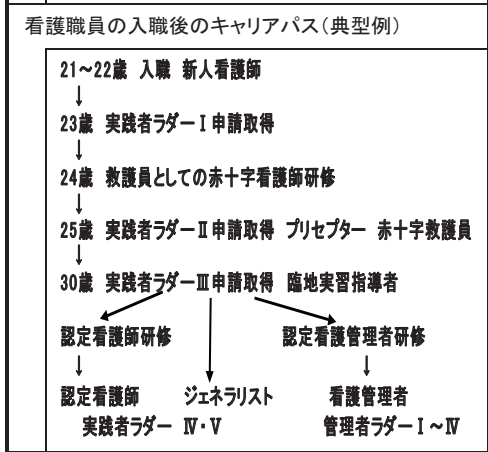 看護職員の入職後のキャリアパス（典型例）
21～22歳 入職 新人看護師
↓
23歳 実践者ラダーⅠ申請取得
↓
24歳 救護員としての赤十字看護師研修
↓
25歳 実践者ラダーⅡ申請取得 プリセプター 赤十字救護員
↓
30歳 実践者ラダーⅢ申請取得 臨地実習指導者
認定看護師研修 認定看護管理者研修
↓ ↓
認定看護師 ジェネラリスト 看護管理者
実践者ラダー Ⅳ・Ⅴ 管理者ラダーⅠ～Ⅳ